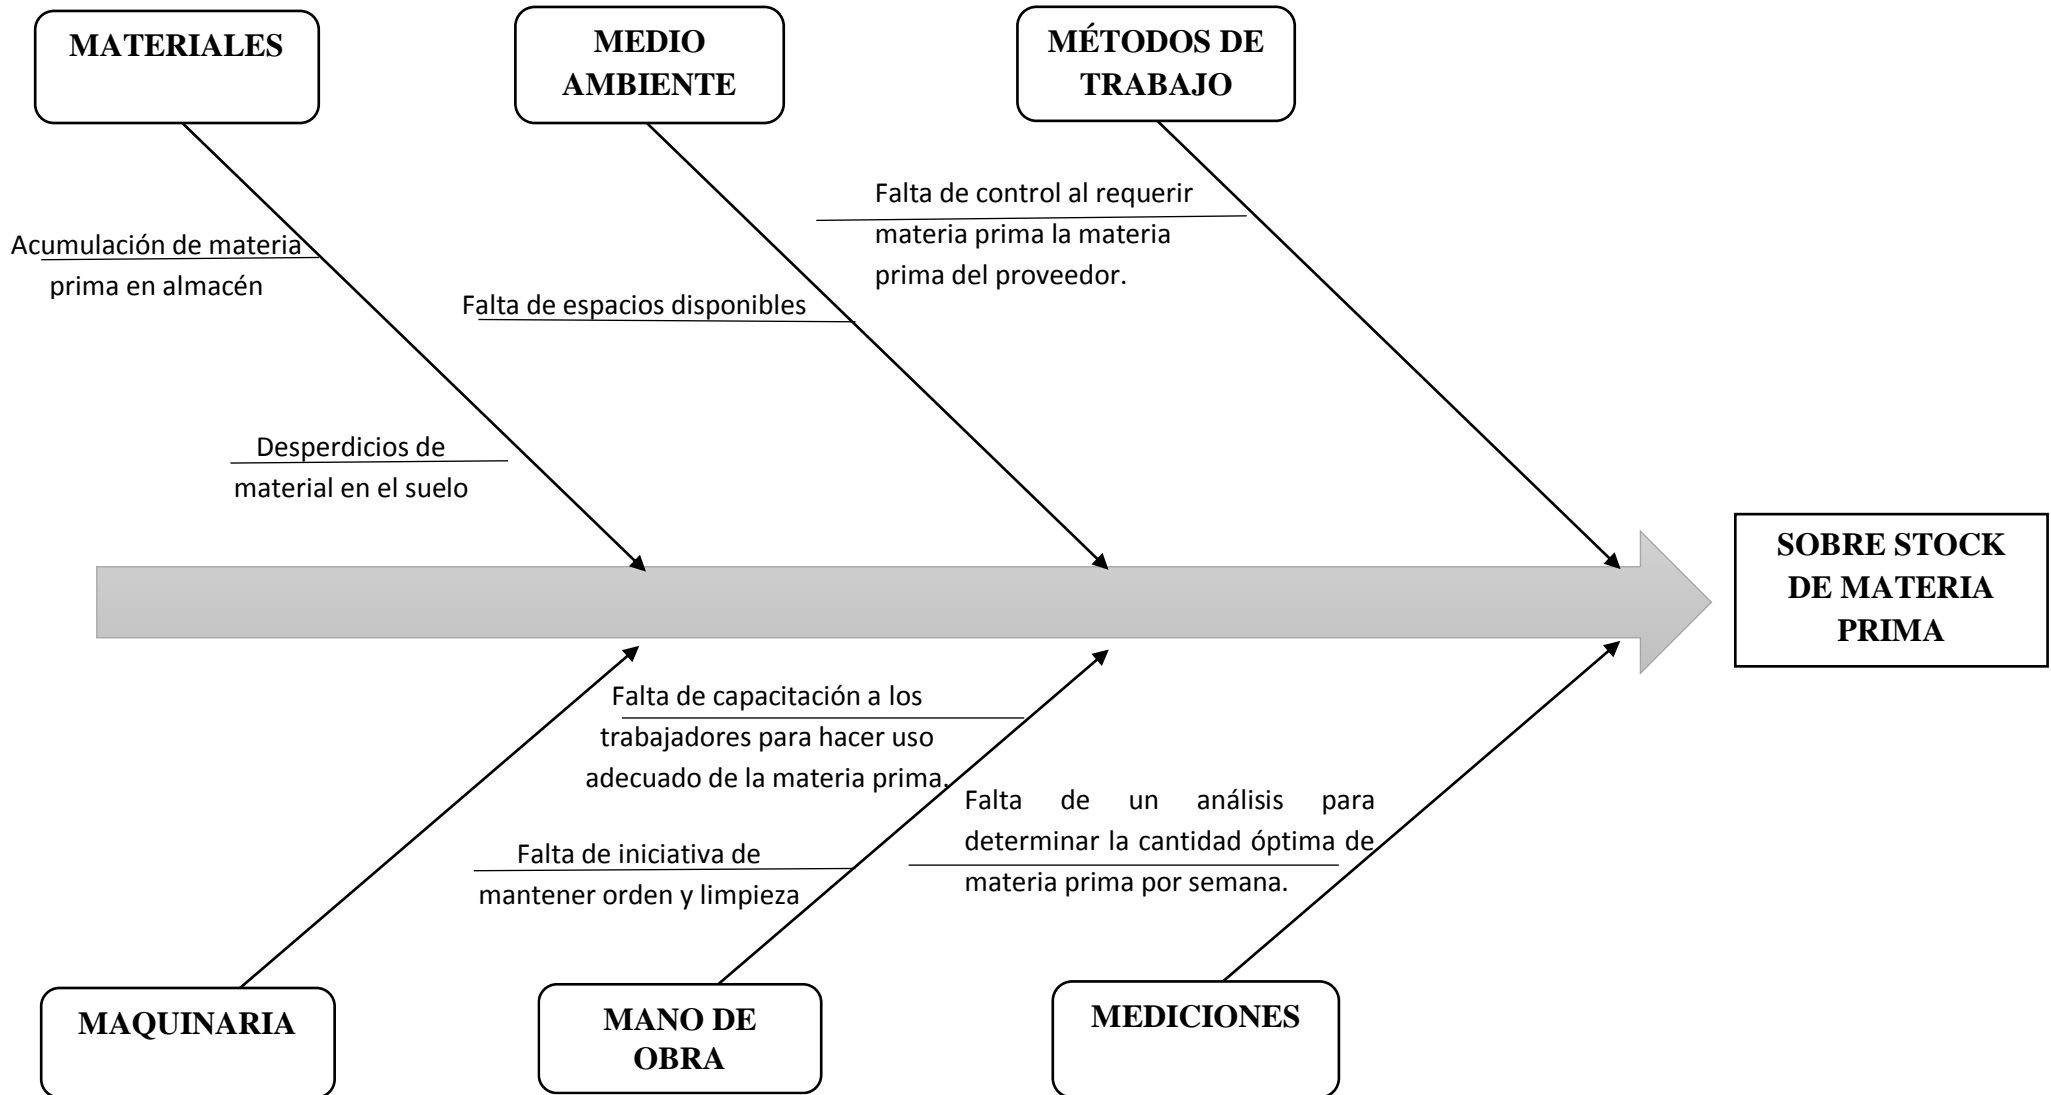 MATERIALES
MEDIO
AMBIENTE
MÉTODOS DE
TRABAJO
Acumulación de materia
prima en almacén
Desperdicios de
material en el suelo
Falta de espacios disponibles
Falta de control al requerir
materia prima la materia
prima del proveedor.
SOBRE STOCK
DE MATERIA
PRIMA
Falta de capacitación a los
trabajadores para hacer uso
adecuado de la materia prima.
Falta de iniciativa de
mantener orden y limpieza
Falta de un análisis para
determinar la cantidad óptima de
materia prima por semana.
MAQUINARIA
MANO DE
OBRA
MEDICIONES